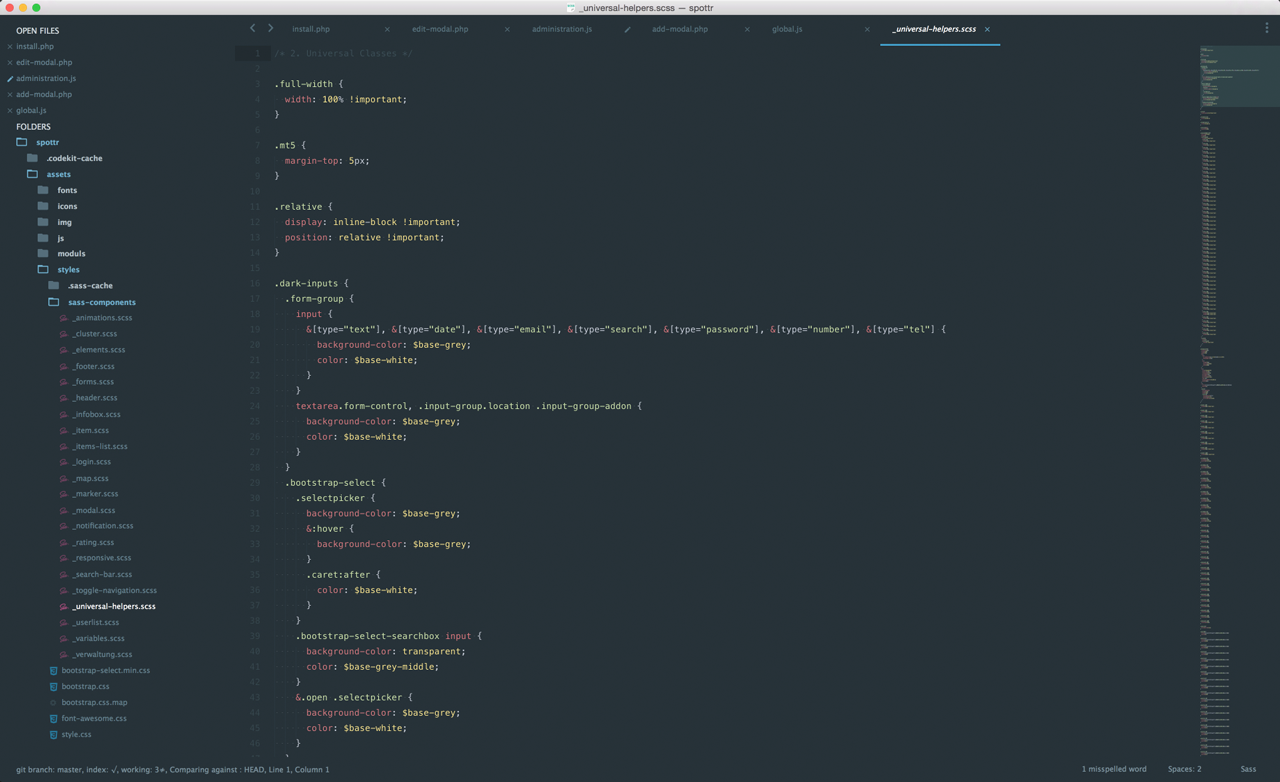 _universal-helpers.scss — spottr
OPEN FILES
install.php
edit-modal.php
administration.js
add-modal.php
global.js
FOLDERS
spottr
.codekit-cache
assets
fonts
icons
img
js
moduls
styles
.sass-cache
sass-components
_animations.scss
_cluster.scss
_elements.scss
_footer.scss
_forms.scss
_header.scss
_infobox.scss
_item.scss
_items-list.scss
_login.scss
_map.scss
_marker.scss
_modal.scss
_notification.scss
_rating.scss
_responsive.scss
_search-bar.scss
_toggle-navigation.scss
_universal-helpers.scss
_userlist.scss
_variables.scss
_verwaltung.scss
bootstrap-select.min.css
bootstrap.css
bootstrap.css.map
font-awesome.css
style.css
install.php edit-modal.php administration.js add-modal.php global.js _universal-helpers.scss
1 /* 2. Universal Classes */
2
3 .full-width {
4 width: 100% !important;
5 }
6
7 .mt5 {
8 margin-top: 5px;
9 }
10
11 .relative {
12 display: inline-block !important;
13 position: relative !important;
14 }
15
16 .dark-inputs {
17 .form-group {
18 input {
19 &[type="text"], &[type="date"], &[type="email"], &[type="search"], &[type="password"], &[type="number"], &[type="tel"] {
20 background-color: $base-grey;
21 color: $base-white;
22 }
23 }
24 textarea.form-control, .input-group.location .input-group-addon {
25 background-color: $base-grey;
26 color: $base-white;
27 }
28 }
29 .bootstrap-select {
30 .selectpicker {
31 background-color: $base-grey;
32 &:hover {
33 background-color: $base-grey;
34 }
35 .caret:after {
36 color: $base-white;
37 }
38 }
39 .bootstrap-select-searchbox input {
40 background-color: transparent;
41 color: $base-grey-middle;
42 }
43 &.open .selectpicker {
44 background-color: $base-grey;
45 color: $base-white;
46 }
git branch: master, index: √, working: 3≠, Comparing against : HEAD, Line 1, Column 1
1 misspelled word Spaces: 2 Sass